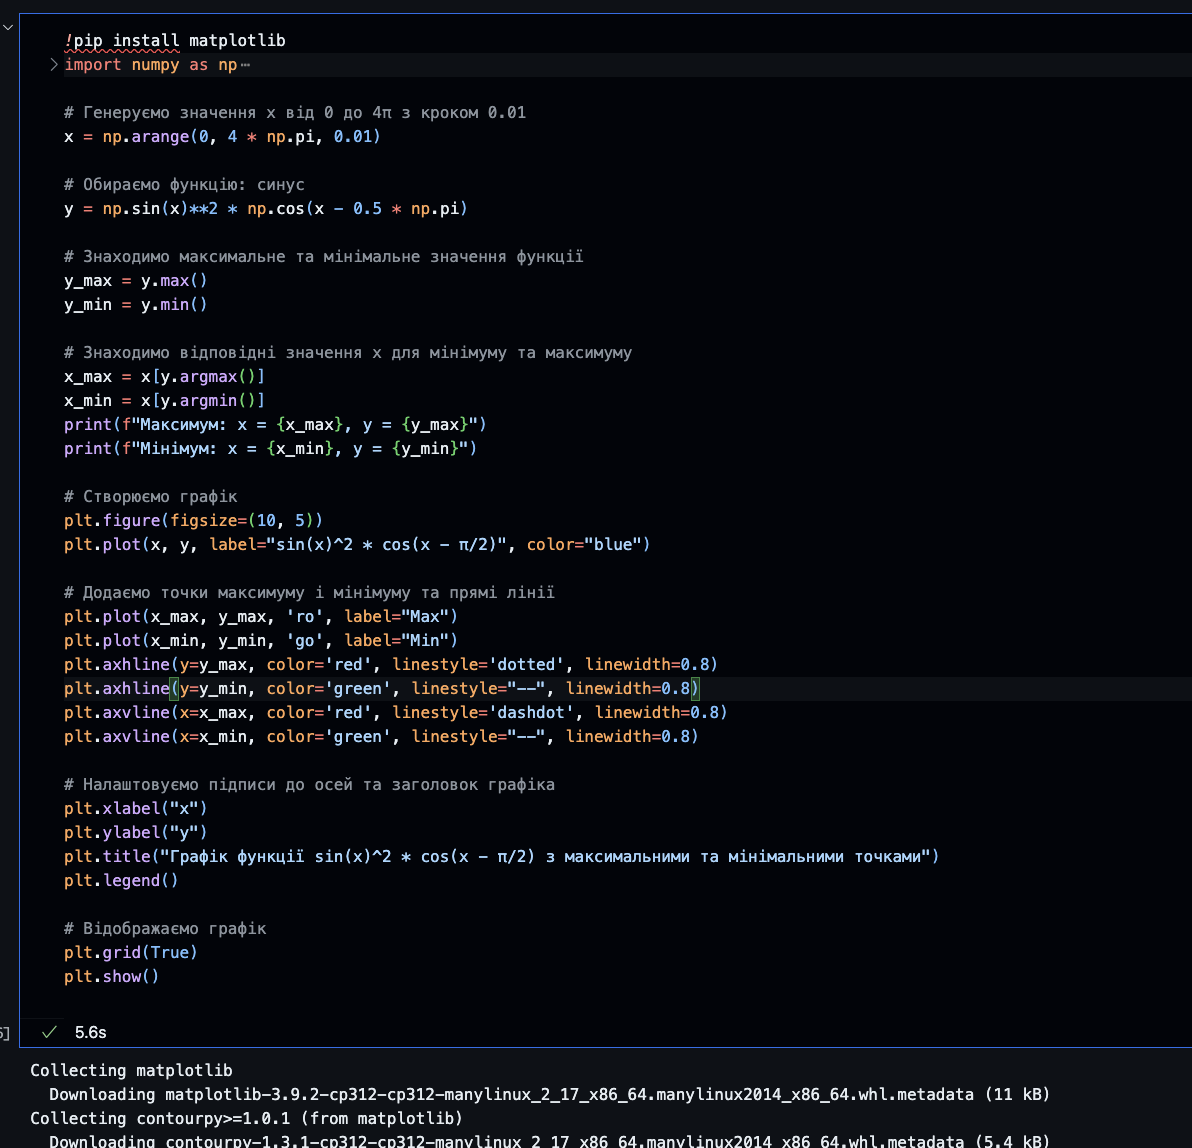 !pip install matplotlib
import numpy as np
# Генеруємо значення x від 0 до 4π з кроком 0.01
x = np.arange(0, 4 * np.pi, 0.01)
# Обираємо функцію: синус
y = np.sin(x)**2 * np.cos(x - 0.5 * np.pi)
# Знаходимо максимальне та мінімальне значення функції
y_max = y.max()
y_min = y.min()
# Знаходимо відповідні значення x для мінімуму та максимуму
x_max = x[y.argmax()]
x_min = x[y.argmin()]
print(f"Максимум: x = {x_max}, y = {y_max}")
print(f"Мінімум: x = {x_min}, y = {y_min}")
# Створюємо графік
plt.figure(figsize=(10, 5))
plt.plot(x, y, label="sin(x)^2 * cos(x - π/2)", color="blue")
# Додаємо точки максимуму і мінімуму та прямі лінії
plt.plot(x_max, y_max, 'ro', label="Max")
plt.plot(x_min, y_min, 'go', label="Min")
plt.axhline(y=y_max, color='red', linestyle='dotted', linewidth=0.8)
plt.axhline(y=y_min, color='green', linestyle="--", linewidth=0.8)
plt.axvline(x=x_max, color='red', linestyle='dashdot', linewidth=0.8)
plt.axvline(x=x_min, color='green', linestyle="--", linewidth=0.8)
# Налаштовуємо підписи до осей та заголовок графіка
plt.xlabel("x")
plt.ylabel("y")
plt.title("Графік функції sin(x)^2 * cos(x - π/2) з максимальними та мінімальними точками")
plt.legend()
# Відображаємо графік
plt.grid(True)
plt.show()
5.6s
Collecting matplotlib
Downloading matplotlib-3.9.2-cp312-cp312-manylinux_2_17_x86_64.manylinux2014_x86_64.whl.metadata (11 kB)
Collecting contourpy>=1.0.1 (from matplotlib)
Downloading contourpy-1.3.1-cp312-cp312-manylinux_2_17_x86_64.manylinux2014_x86_64.whl.metadata (5.4 kB)